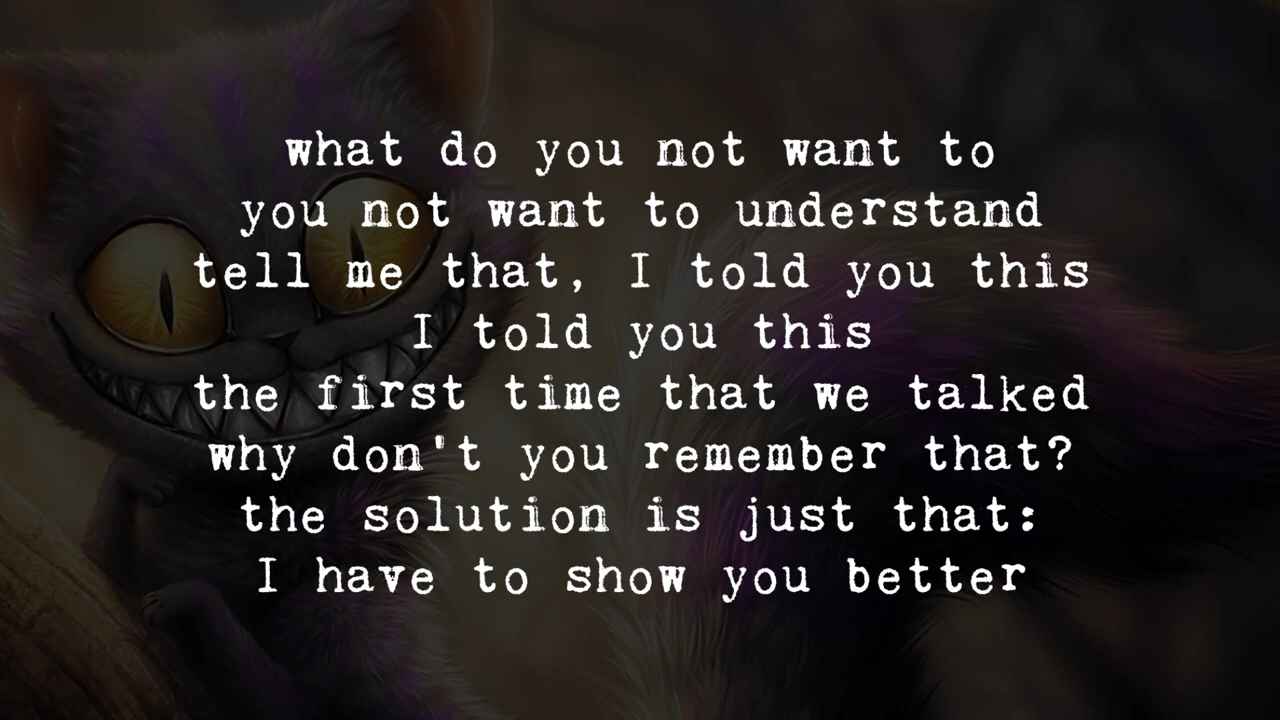 what do you not want to
you not want to understand
tell me that, I told you this
I told you this
the first time that we talked
why don't you remember that?
the solution is just that:
I have to show you better